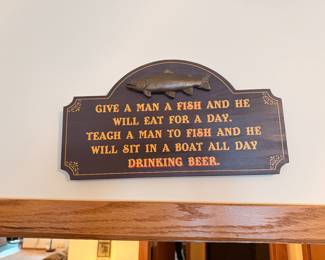 GIVE A MAN A FISH AND HE
WILL EAT FOR A DAY.
TEACH A MAN TO FISH AND HE
WILL SIT IN A BOAT ALL DAY
DRINKING BEER.